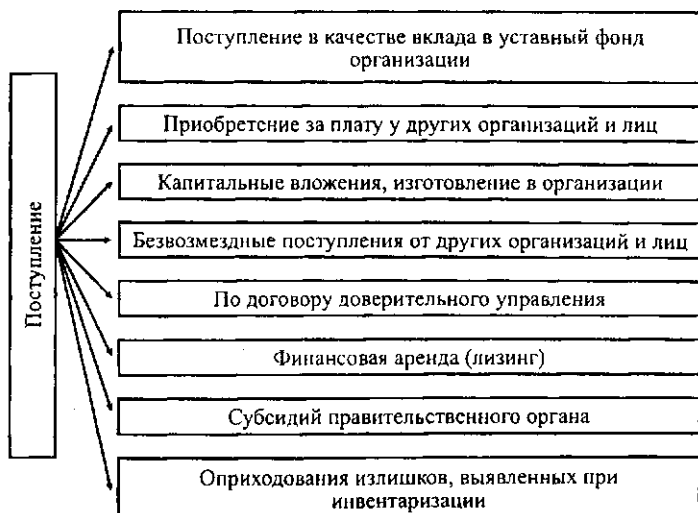 Поступление
Поступление в качестве вклада в уставный фонд
организации
Приобретение за плату у других организаций и лиц
Капитальные вложения, изготовление в организации
Безвозмездные поступления от других организаций и лиц
По договору доверительного управления
Финансовая аренда (лизинг)
Субсидий правительственного органа
Оприходования излишков, выявленных при
инвентаризации